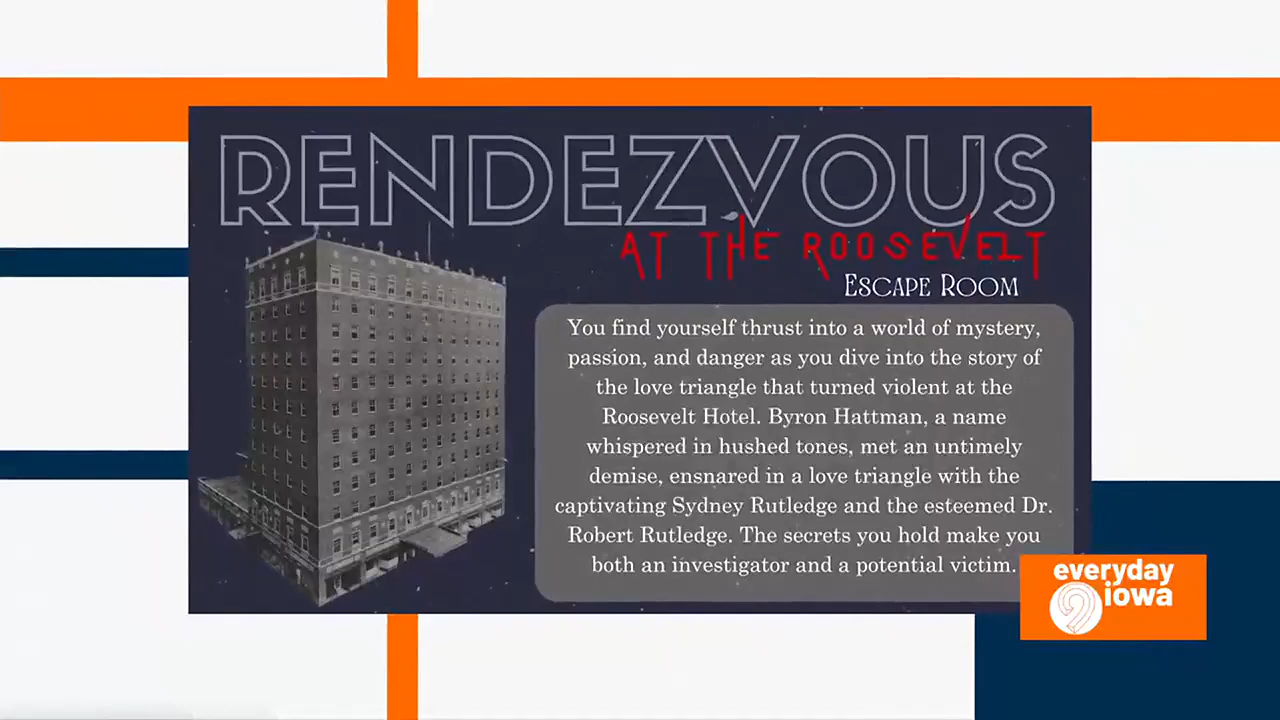 RENDEZVOUS
AT THE ROOSEVELT
ESCAPE ROOM
You find yourself thrust into a world of mystery,
passion, and danger as you dive into the story of
the love triangle that turned violent at the
Roosevelt Hotel. Byron Hattman, a name
whispered in hushed tones, met an untimely
demise, ensnared in a love triangle with the
captivating Sydney Rutledge and the esteemed Dr.
Robert Rutledge. The secrets you hold make you
both an investigator and a potential victim.
everyday
9 iowa